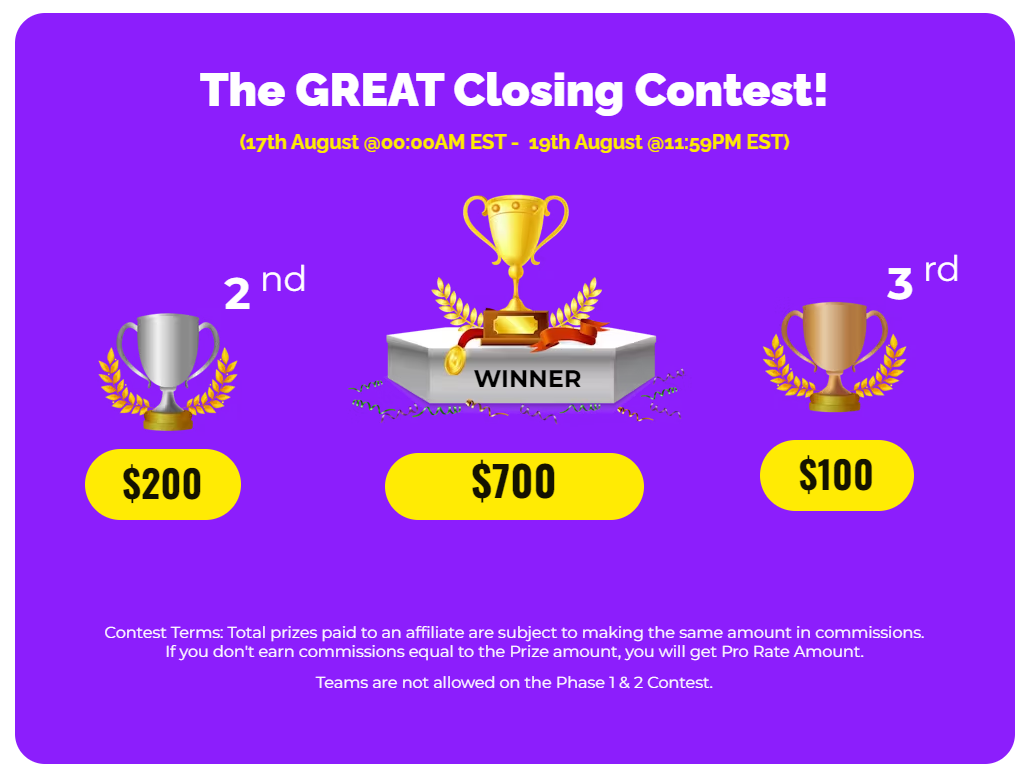 The GREAT Closing Contest!
(17th August @00:00AM EST - 19th August @11:59PM EST)
2 nd
3 rd
WINNER
$200
$700
$100
Contest Terms: Total prizes paid to an affiliate are subject to making the same amount in commissions.
If you don't earn commissions equal to the Prize amount, you will get Pro Rate Amount.
Teams are not allowed on the Phase 1 & 2 Contest.